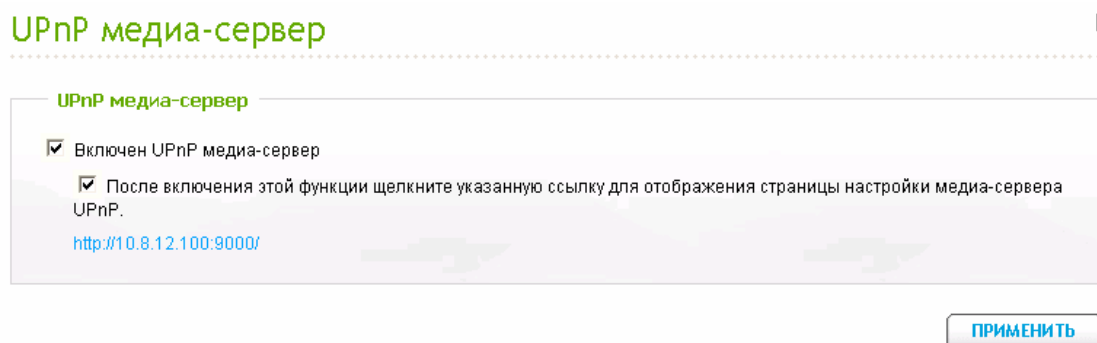 UPnP медиа-сервер
UPnP медиа-сервер
Включен UPnP медиа-сервер
После включения этой функции щелкните указанную ссылку для отображения страницы настройки медиа-сервера
UPnP.
http://10.8.12.100:9000/
ПРИМЕНИТЬ